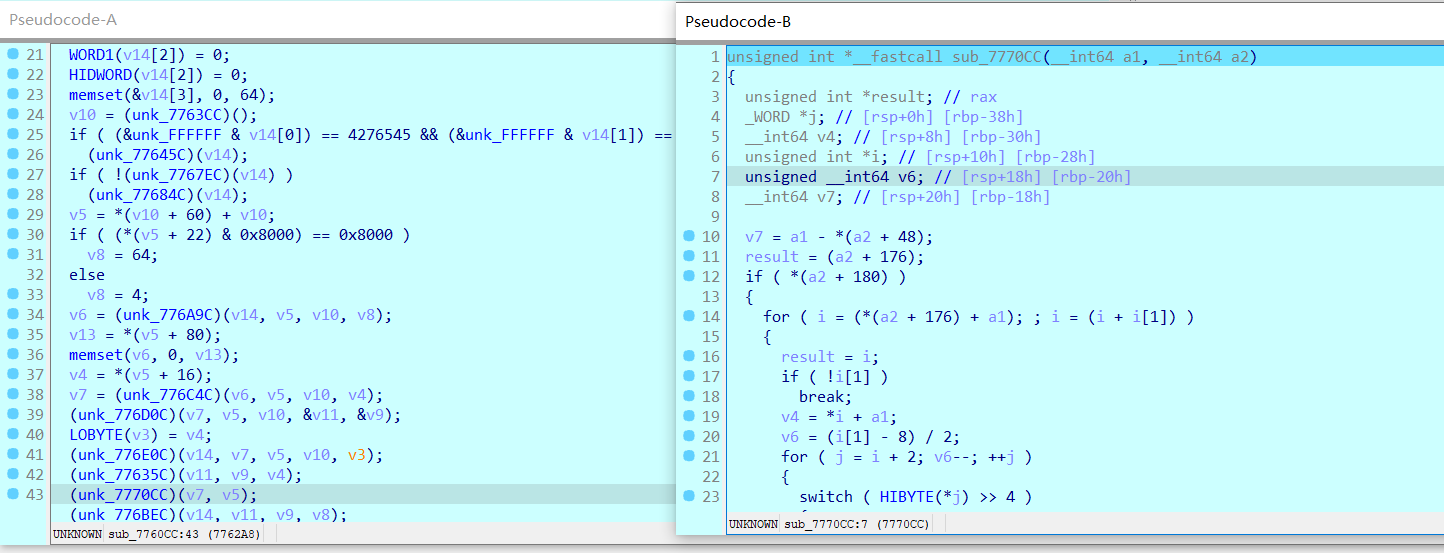 Pseudocode-A
21 WORD1(v14[2]) = 0;
22 HIDWORD(v14[2]) = 0;
23 memset(&v14[3], 0, 64);
24 v10 = (unk_7763CC)();
25 if ( (&unk_FFFFFF & v14[0]) == 4276545 && (&unk_FFFFFF & v14[1]) ==
26 (unk_77645C)(v14);
27 if ( !(unk_7767EC)(v14) )
28 (unk_77684C)(v14);
29 v5 = *(v10 + 60) + v10;
30 if ( (*(v5 + 22) & 0x8000) == 0x8000 )
31 v8 = 64;
32 else
33 v8 = 4;
34 v6 = (unk_776A9C)(v14, v5, v10, v8);
35 v13 = *(v5 + 80);
36 memset(v6, 0, v13);
37 v4 = *(v5 + 16);
38 v7 = (unk_776C4C)(v6, v5, v10, v4);
39 (unk_776D0C)(v7, v5, v10, &v11, &v9);
40 LOBYTE(v3) = v4;
41 (unk_776E0C)(v14, v7, v5, v10, v3);
42 (unk_77635C)(v11, v9, v4);
43 (unk_7770CC)(v7, v5);
(unk_776BEC)(v14, v11, v9, v8);
UNKNOWN sub_7760CC:43 (7762A8)
Pseudocode-B
1 unsigned int *__fastcall sub_7770CC(__int64 a1, __int64 a2)
2 {
3 unsigned int *result; // rax
4 _WORD *j; // [rsp+0h] [rbp-38h]
5 __int64 v4; // [rsp+8h] [rbp-30h]
6 unsigned int *i; // [rsp+10h] [rbp-28h]
7 unsigned __int64 v6; // [rsp+18h] [rbp-20h]
8 __int64 v7; // [rsp+20h] [rbp-18h]
9
10 v7 = a1 - *(a2 + 48);
11 result = (a2 + 176);
12 if ( *(a2 + 180) )
13 {
14 for ( i = (*(a2 + 176) + a1); ; i = (i + i[1]) )
15 {
16 result = i;
17 if ( !i[1] )
18 break;
19 v4 = *i + a1;
20 v6 = (i[1] - 8) / 2;
21 for ( j = i + 2; v6--; ++j )
22 {
23 switch ( HIBYTE(*j) >> 4 )
UNKNOWN sub_7770CC:7 (7770CC)